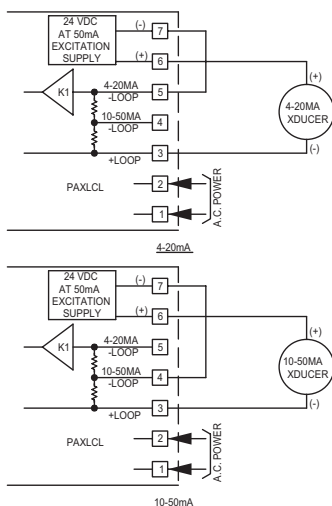 24 VDC
AT 50mA
EXCITATION
SUPPLY
(-)
7
(+)
6
(+)
K1
4-20MA
-LOOP
5
4-20MA
XDUCER
10-50MA
-LOOP
4
(-)
+LOOP
3
PAXLCL
2
1
A.C. POWER
4-20mA
24 VDC
AT 50mA
EXCITATION
SUPPLY
(-)
7
(+)
6
(+)
K1
4-20MA
-LOOP
5
10-50MA
XDUCER
10-50MA
-LOOP
4
(-)
+LOOP
3
PAXLCL
2
1
A.C. POWER
10-50mA